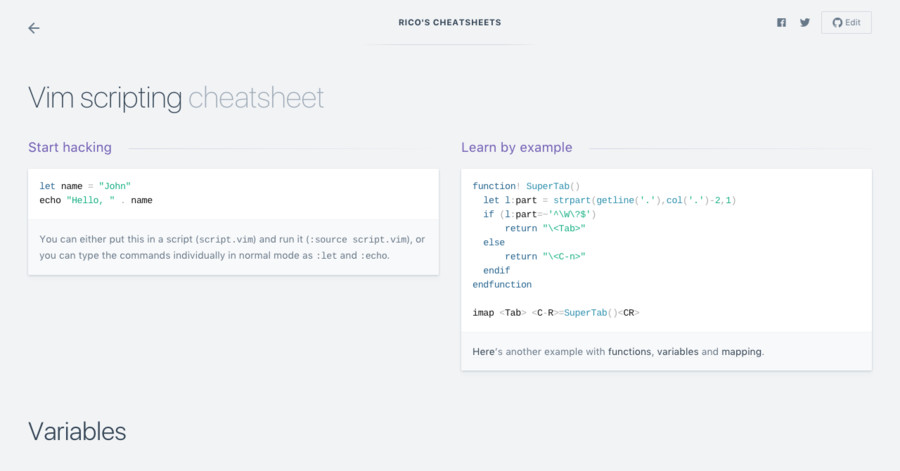 RICO'S CHEATSHEETS
Edit
Vim scripting cheatsheet
Start hacking
let name = "John"
echo "Hello, " . name
You can either put this in a script (script.vim) and run it (:source script.vim), or
you can type the commands individually in normal mode as :let and :echo.
Learn by example
function! SuperTab()
  let l:part = strpart(getline('.'),col('.')-2,1)
  if (l:part=~'^\W\?$')
      return "\<Tab>"
  else
      return "\<C-n>"
  endif
endfunction
imap <Tab> <C-R>=SuperTab()<CR>
Here's another example with functions, variables and mapping.
Variables